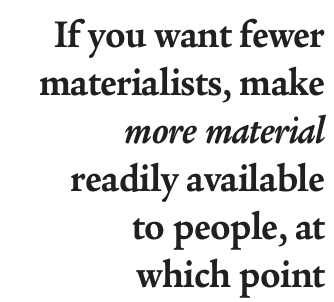 If you want fewer
materialists, make
more material
readily available
to people, at
which point